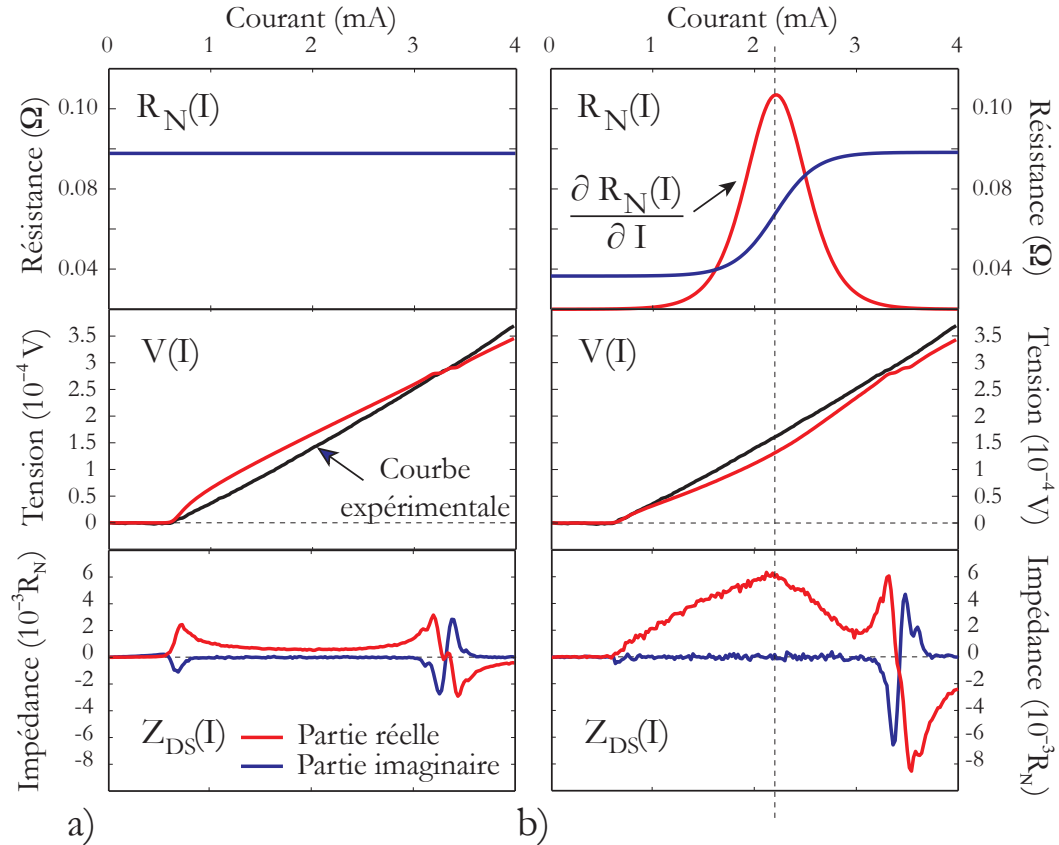 Courant (mA)
0 1 2 3 4
Résistance (Ω)
0.10
0.08
0.04
R_N(I)
Tension (10⁻⁴ V)
3.5
3
2.5
2
1.5
1
0.5
0
V(I)
Courbe
expérimentale
Impédance (10⁻³R_N)
6
4
2
0
-2
-4
-6
-8
Z_DS(I)
Partie réelle
Partie imaginaire
a)
Courant (mA)
0 1 2 3 4
R_N(I)
∂ R_N(I)
∂ I
0.10
0.08
0.04
Résistance (Ω)
V(I)
3.5
3
2.5
2
1.5
1
0.5
0
Tension (10⁻⁴ V)
Z_DS(I)
6
4
2
0
-2
-4
-6
-8
Impédance (10⁻³R_N)
b)